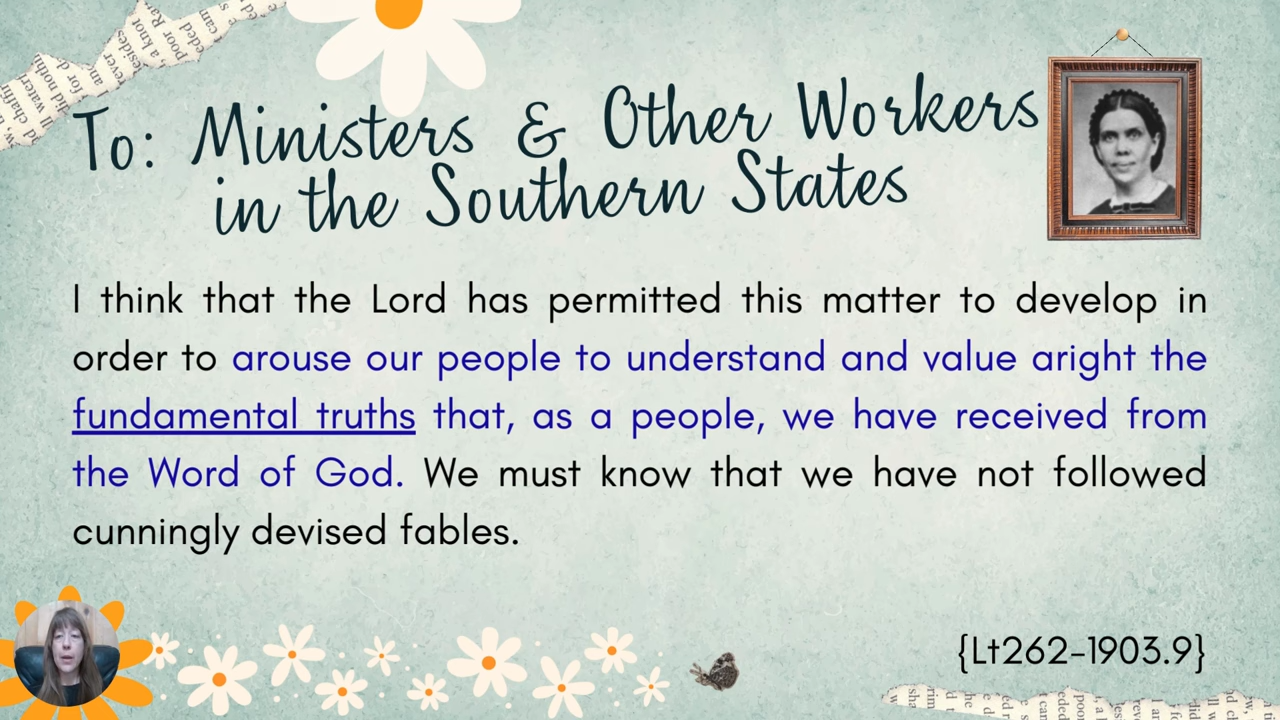 To: Ministers & Other Workers
in the Southern States
I think that the Lord has permitted this matter to develop in
order to arouse our people to understand and value aright the
fundamental truths that, as a people, we have received from
the Word of God. We must know that we have not followed
cunningly devised fables.
{Lt262-1903.9}